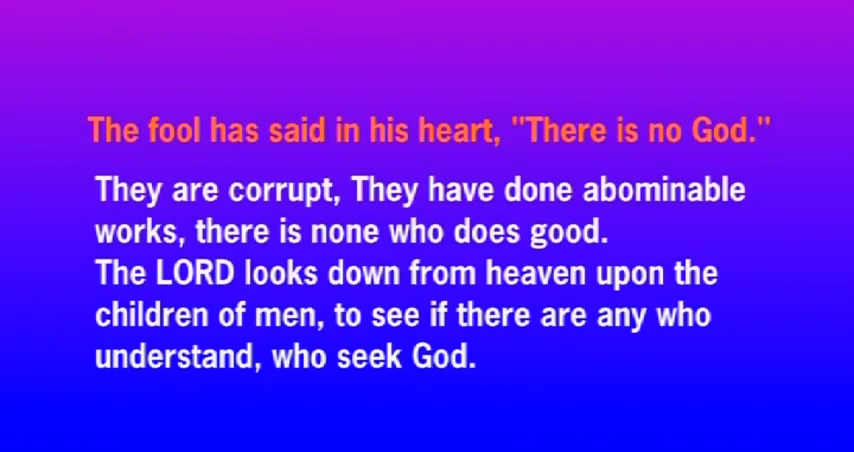 The fool has said in his heart, "There is no God."
They are corrupt, They have done abominable
works, there is none who does good.
The LORD looks down from heaven upon the
children of men, to see if there are any who
understand, who seek God.